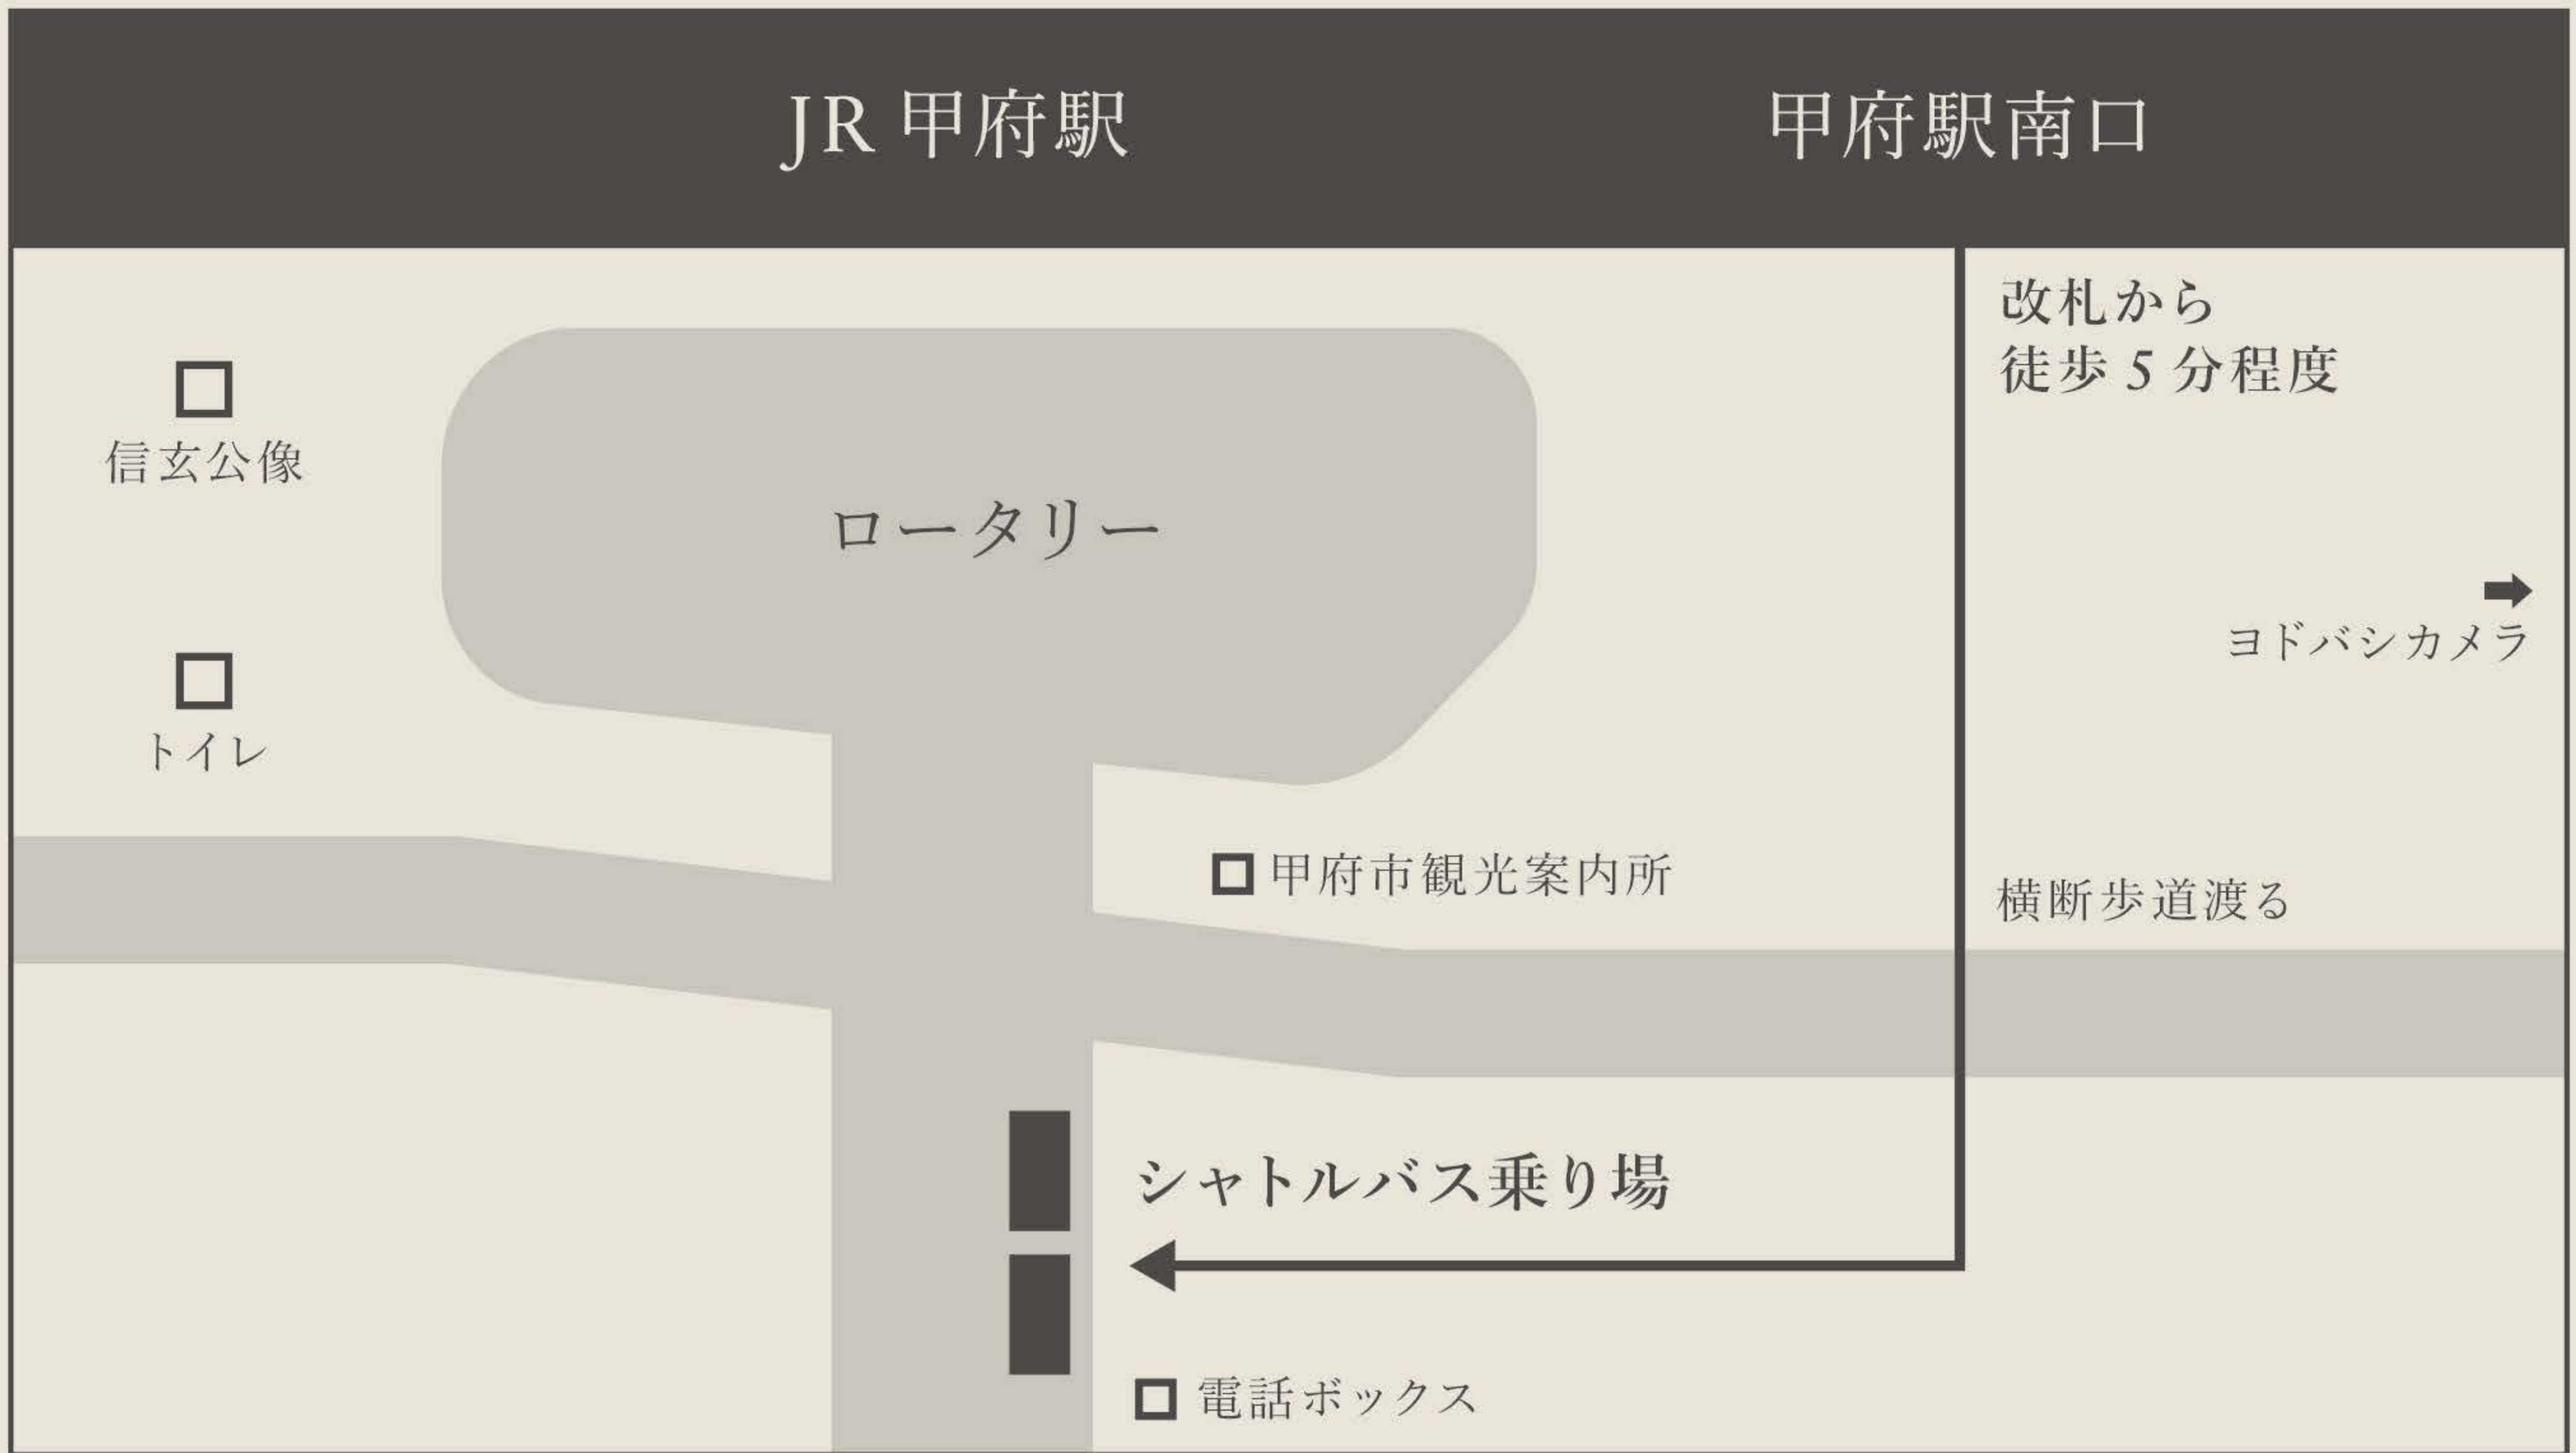 JR 甲府駅
甲府駅南口
改札から
徒歩 5 分程度
信玄公像
ロータリー
ヨドバシカメラ
トイレ
甲府市観光案内所
横断歩道渡る
シャトルバス乗り場
電話ボックス